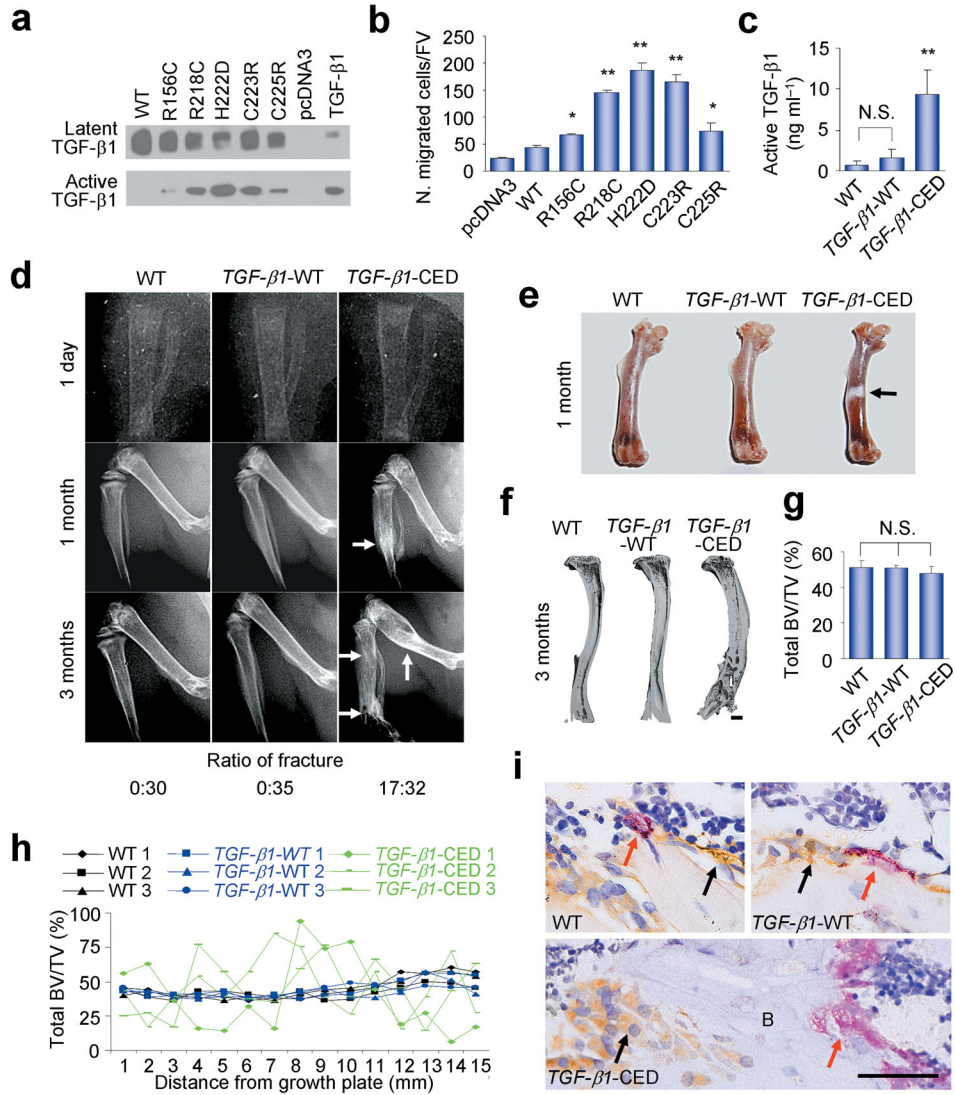 a
WT
R156C
R218C
H222D
C223R
C225R
pcDNA3
TGF-β1
Latent
TGF-β1
Active
TGF-β1
b
N. migrated cells/FV
250
200
150
100
50
0
*
**
**
**
*
pcDNA3
WT
R156C
R218C
H222D
C223R
C225R
c
Active TGF-β1
(ng ml⁻¹)
15
10
5
0
N.S.
**
WT
TGF-β1-WT
TGF-β1-CED
d
WT TGF-β1-WT TGF-β1-CED
1 day
1 month
3 months
Ratio of fracture
0:30 0:35 17:32
e
WT TGF-β1-WT TGF-β1-CED
1 month
f
WT
TGF-β1
-WT
TGF-β1
-CED
3 months
g
Total BV/TV (%)
60
40
20
0
N.S.
WT
TGF-β1-WT
TGF-β1-CED
h
WT 1 TGF-β1-WT 1 TGF-β1-CED 1
WT 2 TGF-β1-WT 2 TGF-β1-CED 2
WT 3 TGF-β1-WT 3 TGF-β1-CED 3
Total BV/TV (%)
100
75
50
25
0
1 2 3 4 5 6 7 8 9 10 11 12 13 14 15
Distance from growth plate (mm)
i
WT
TGF-β1-WT
B
TGF-β1-CED